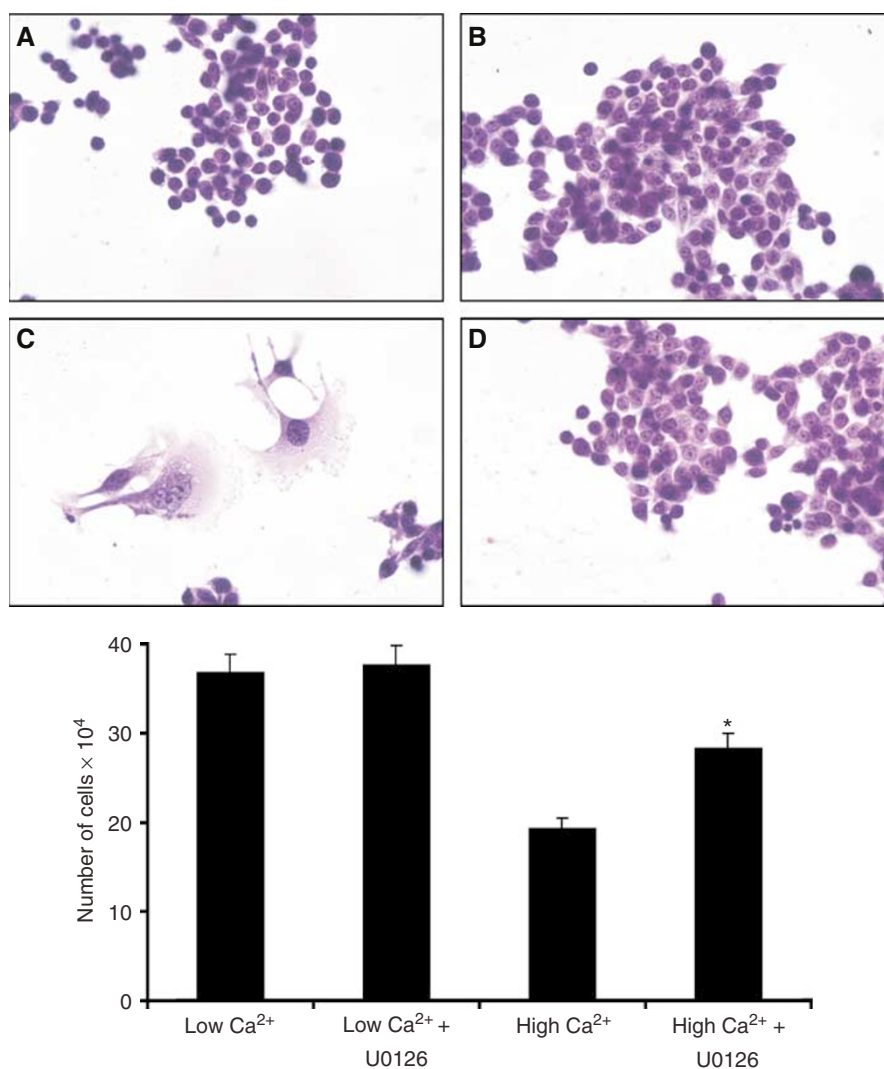 A
B
C
D
Number of cells × 10⁴
40
30
20
10
0
*
Low Ca²⁺
Low Ca²⁺ +
U0126
High Ca²⁺
High Ca²⁺ +
U0126